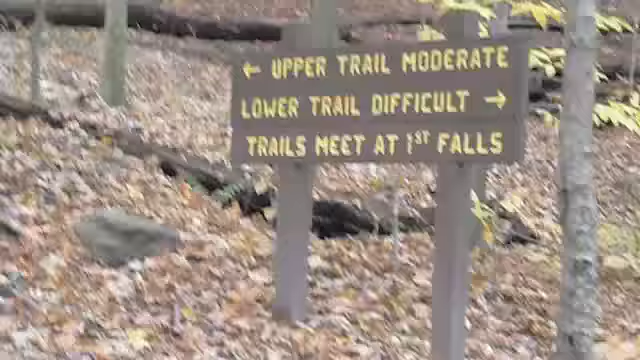 ← UPPER TRAIL MODERATE
LOWER TRAIL DIFFICULT →
TRAILS MEET AT 1ST FALLS